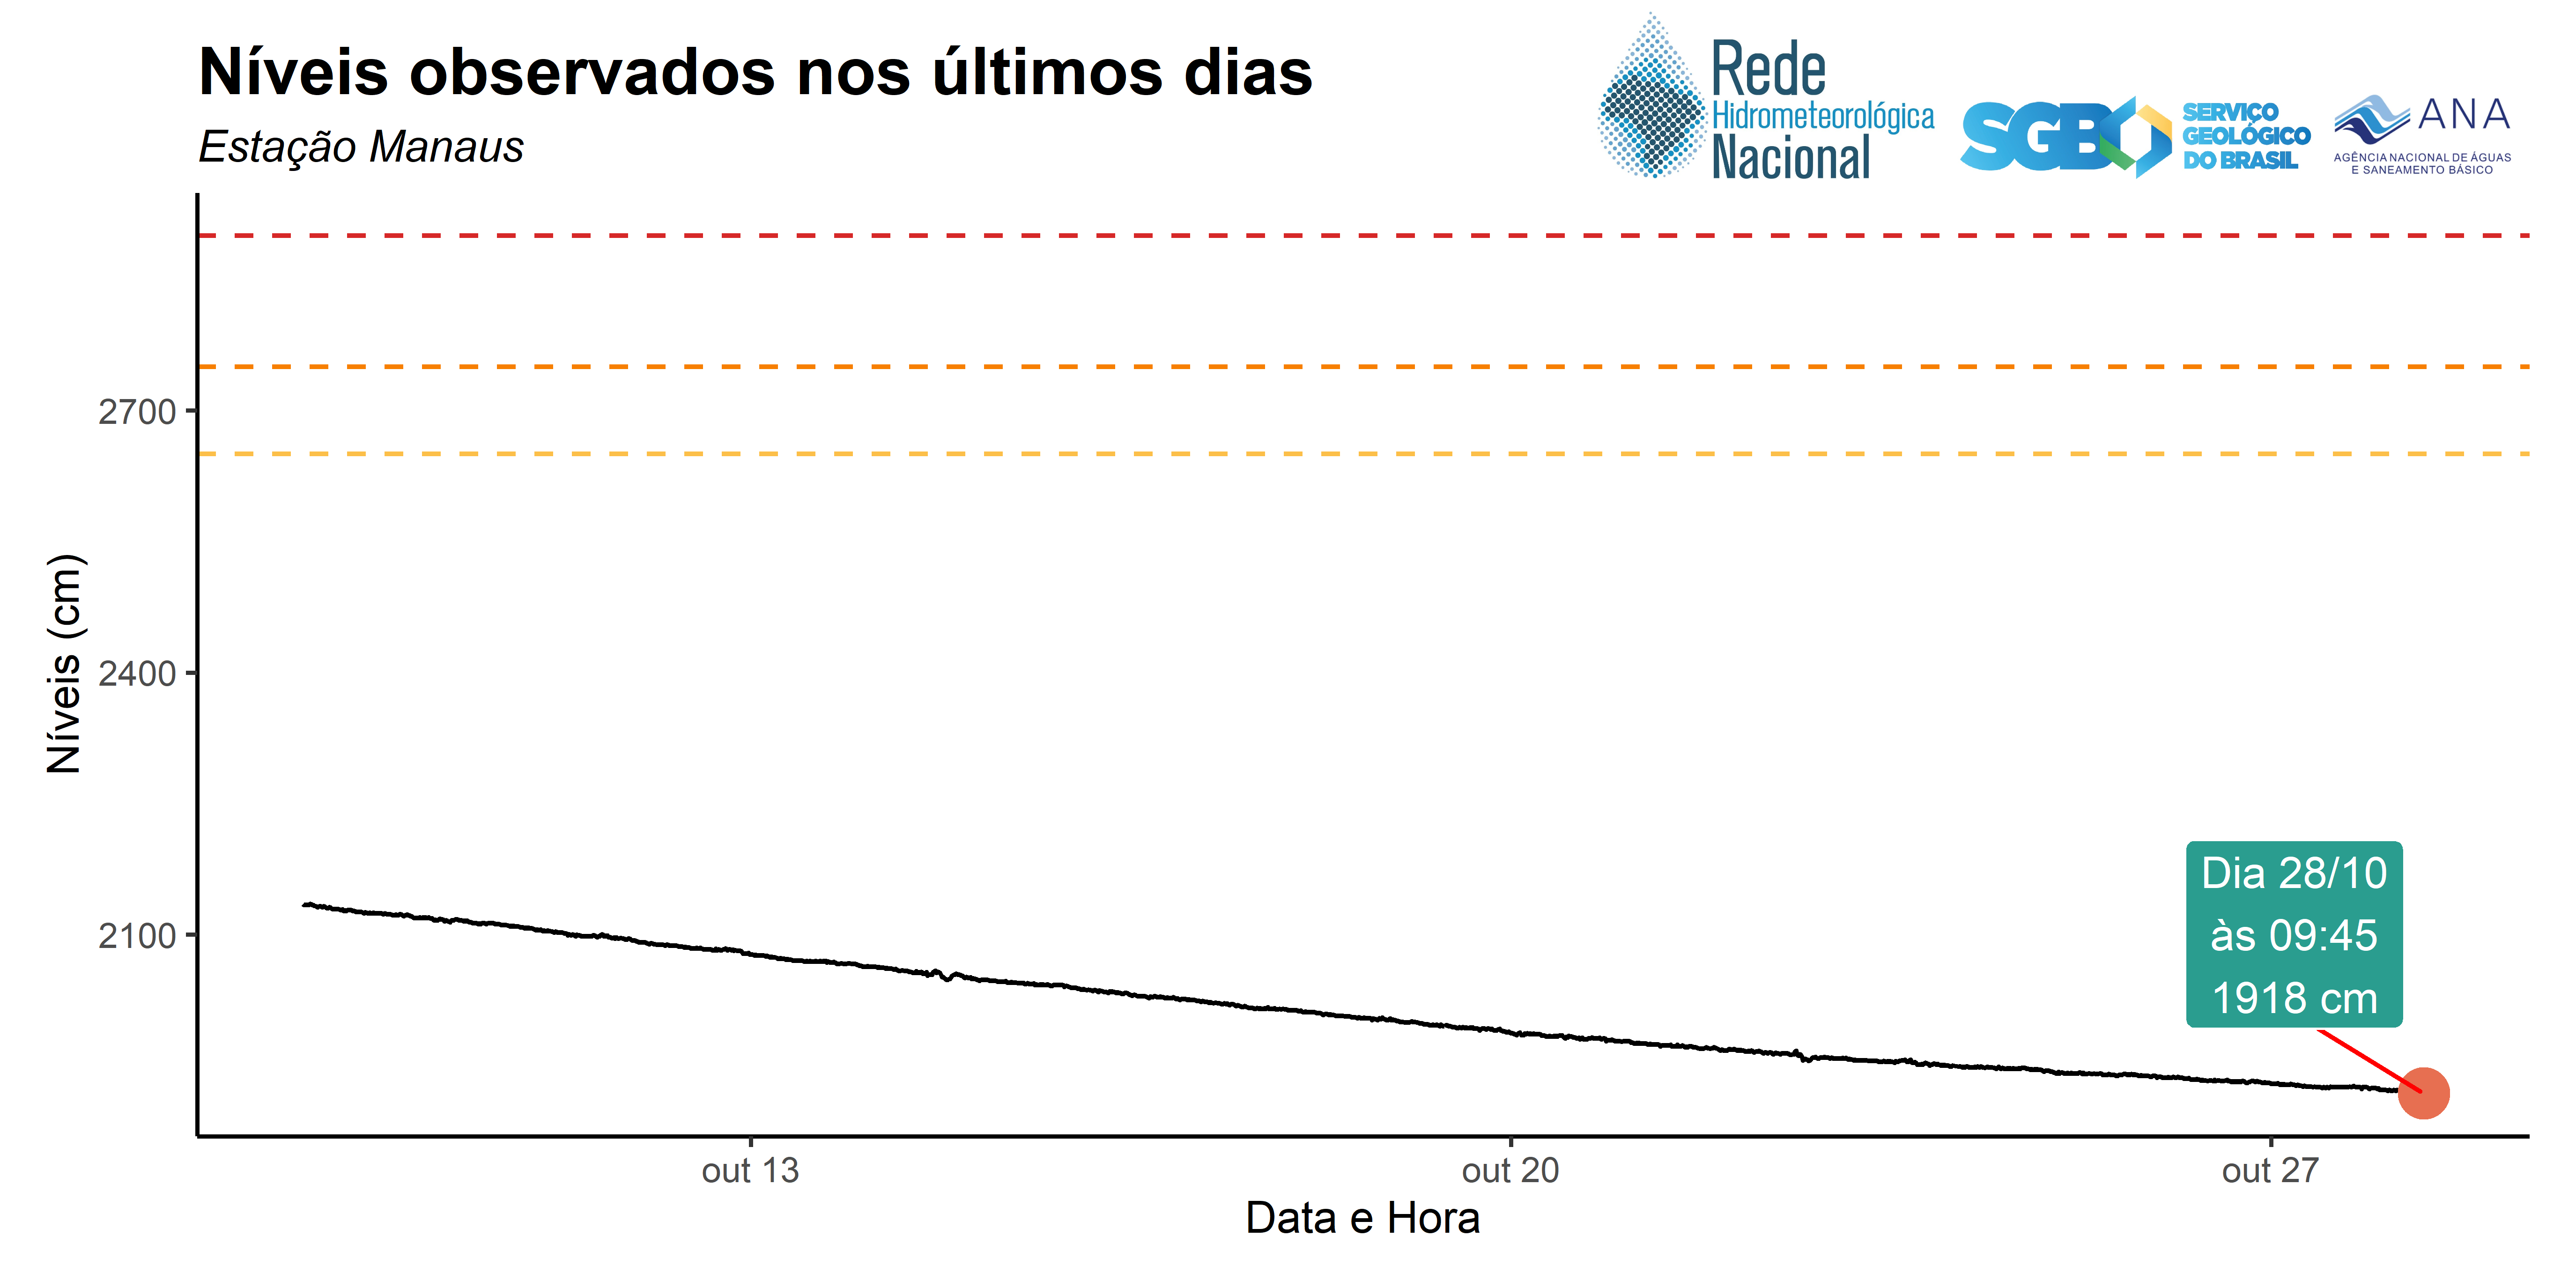 Níveis observados nos últimos dias
Estação Manaus
Rede
Hidrometeorológica
Nacional
SGB
SERVIÇO
GEOLÓGICO
DO BRASIL
ANA
AGÊNCIA NACIONAL DE ÁGUAS
E SANEAMENTO BÁSICO
Níveis (cm)
2700
2400
2100
Dia 28/10
às 09:45
1918 cm
out 13
out 20
out 27
Data e Hora